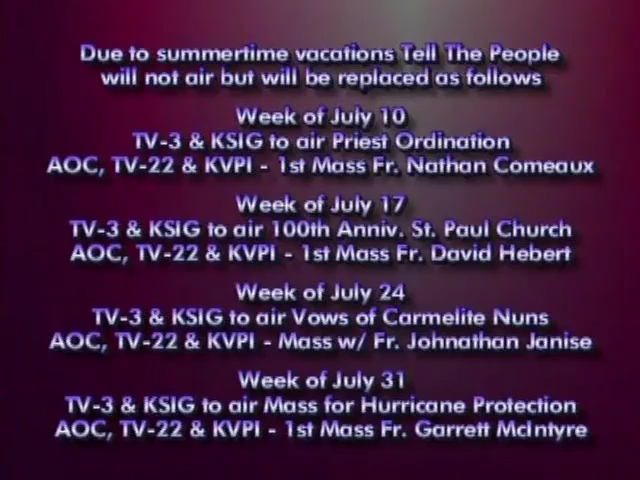 Due to summertime vacations Tell The People
will not air but will be replaced as follows
Week of July 10
TV-3 & KSIG to air Priest Ordination
AOC, TV-22 & KVPI - 1st Mass Fr. Nathan Comeaux
Week of July 17
TV-3 & KSIG to air 100th Anniv. St. Paul Church
AOC, TV-22 & KVPI - 1st Mass Fr. David Hebert
Week of July 24
TV-3 & KSIG to air Vows of Carmelite Nuns
AOC, TV-22 & KVPI - Mass w/ Fr. Johnathan Janise
Week of July 31
TV-3 & KSIG to air Mass for Hurricane Protection
AOC, TV-22 & KVPI - 1st Mass Fr. Garrett McIntyre